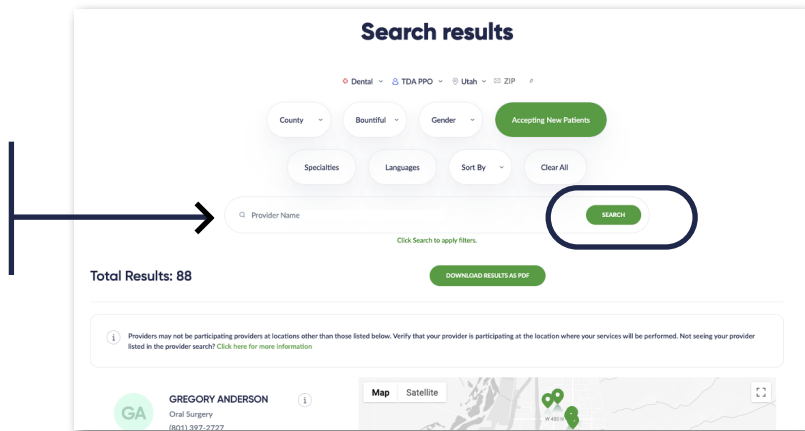 Search results
Dental TDA PPO Utah ZIP
County Bountiful Gender Accepting New Patients
Specialties Languages Sort By Clear All
Provider Name SEARCH
Click Search to apply filters.
Total Results: 88 DOWNLOAD RESULTS AS PDF
i Providers may not be participating providers at locations other than those listed below. Verify that your provider is participating at the location where your services will be performed. Not seeing your provider
listed in the provider search? Click here for more information
GA GREGORY ANDERSON i
Oral Surgery
(801) 397-2727
Map Satellite
W 400 N